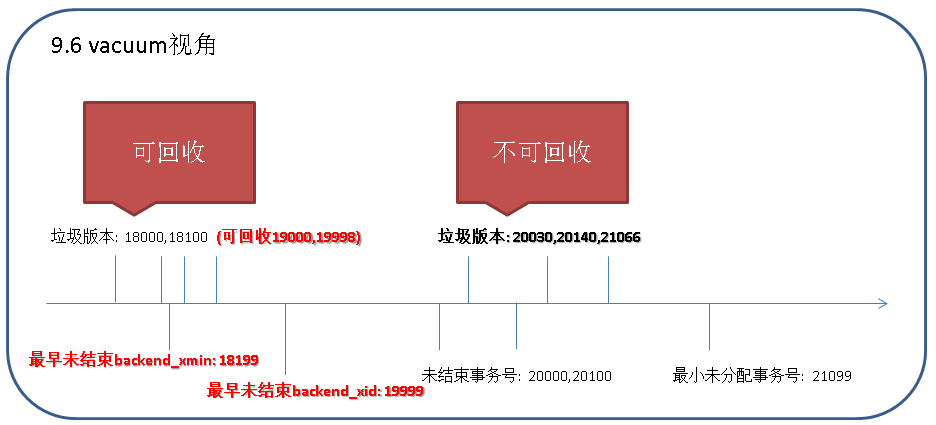 9.6 vacuum视角
可回收
不可回收
垃圾版本: 18000,18100 (可回收19000,19998)
垃圾版本: 20030,20140,21066
最早未结束backend_xmin: 18199
最早未结束backend_xid: 19999
未结束事务号: 20000,20100
最小未分配事务号: 21099